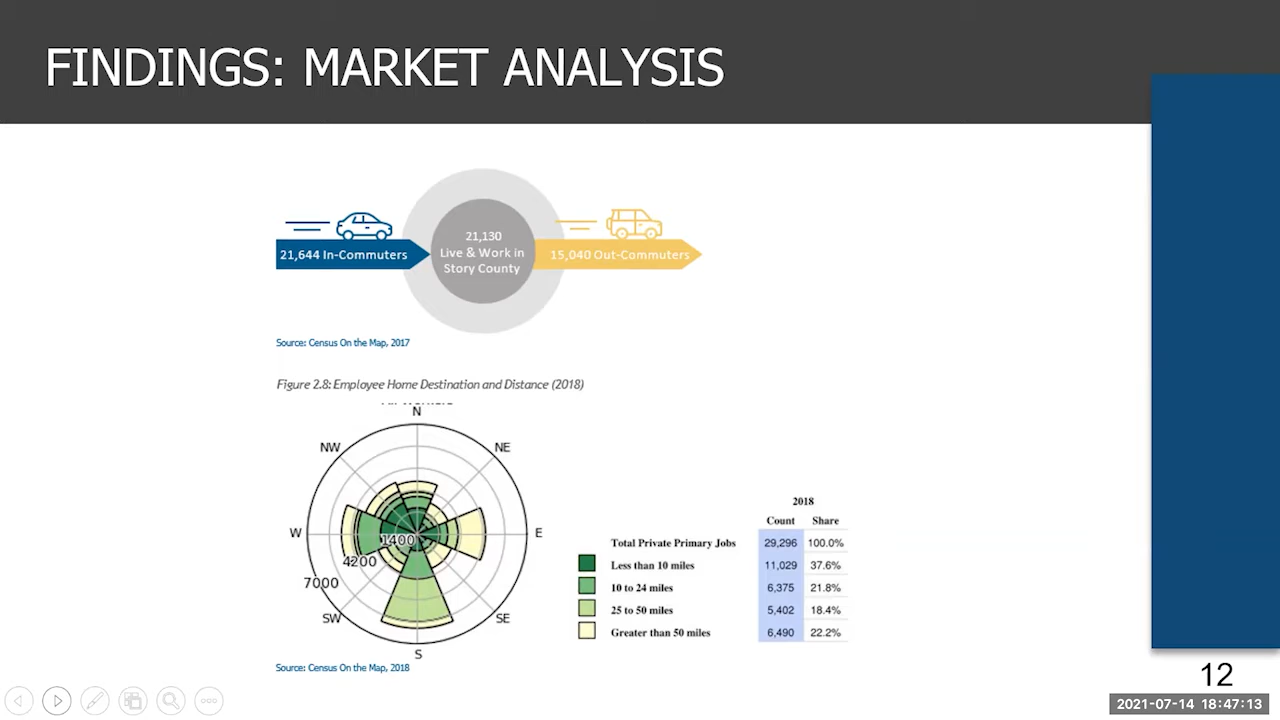 FINDINGS: MARKET ANALYSIS
21,644 In-Commuters
21,130
Live & Work in
Story County
15,040 Out-Commuters
Source: Census On the Map, 2017
Figure 2.8: Employee Home Destination and Distance (2018)
N
NW
NE
W
E
1400
4200
7000
SW
SE
S
2018
Count Share
Total Private Primary Jobs 29,296 100.0%
Less than 10 miles 11,029 37.6%
10 to 24 miles 6,375 21.8%
25 to 50 miles 5,402 18.4%
Greater than 50 miles 6,490 22.2%
Source: Census On the Map, 2018
12
2021-07-14 18:47:13